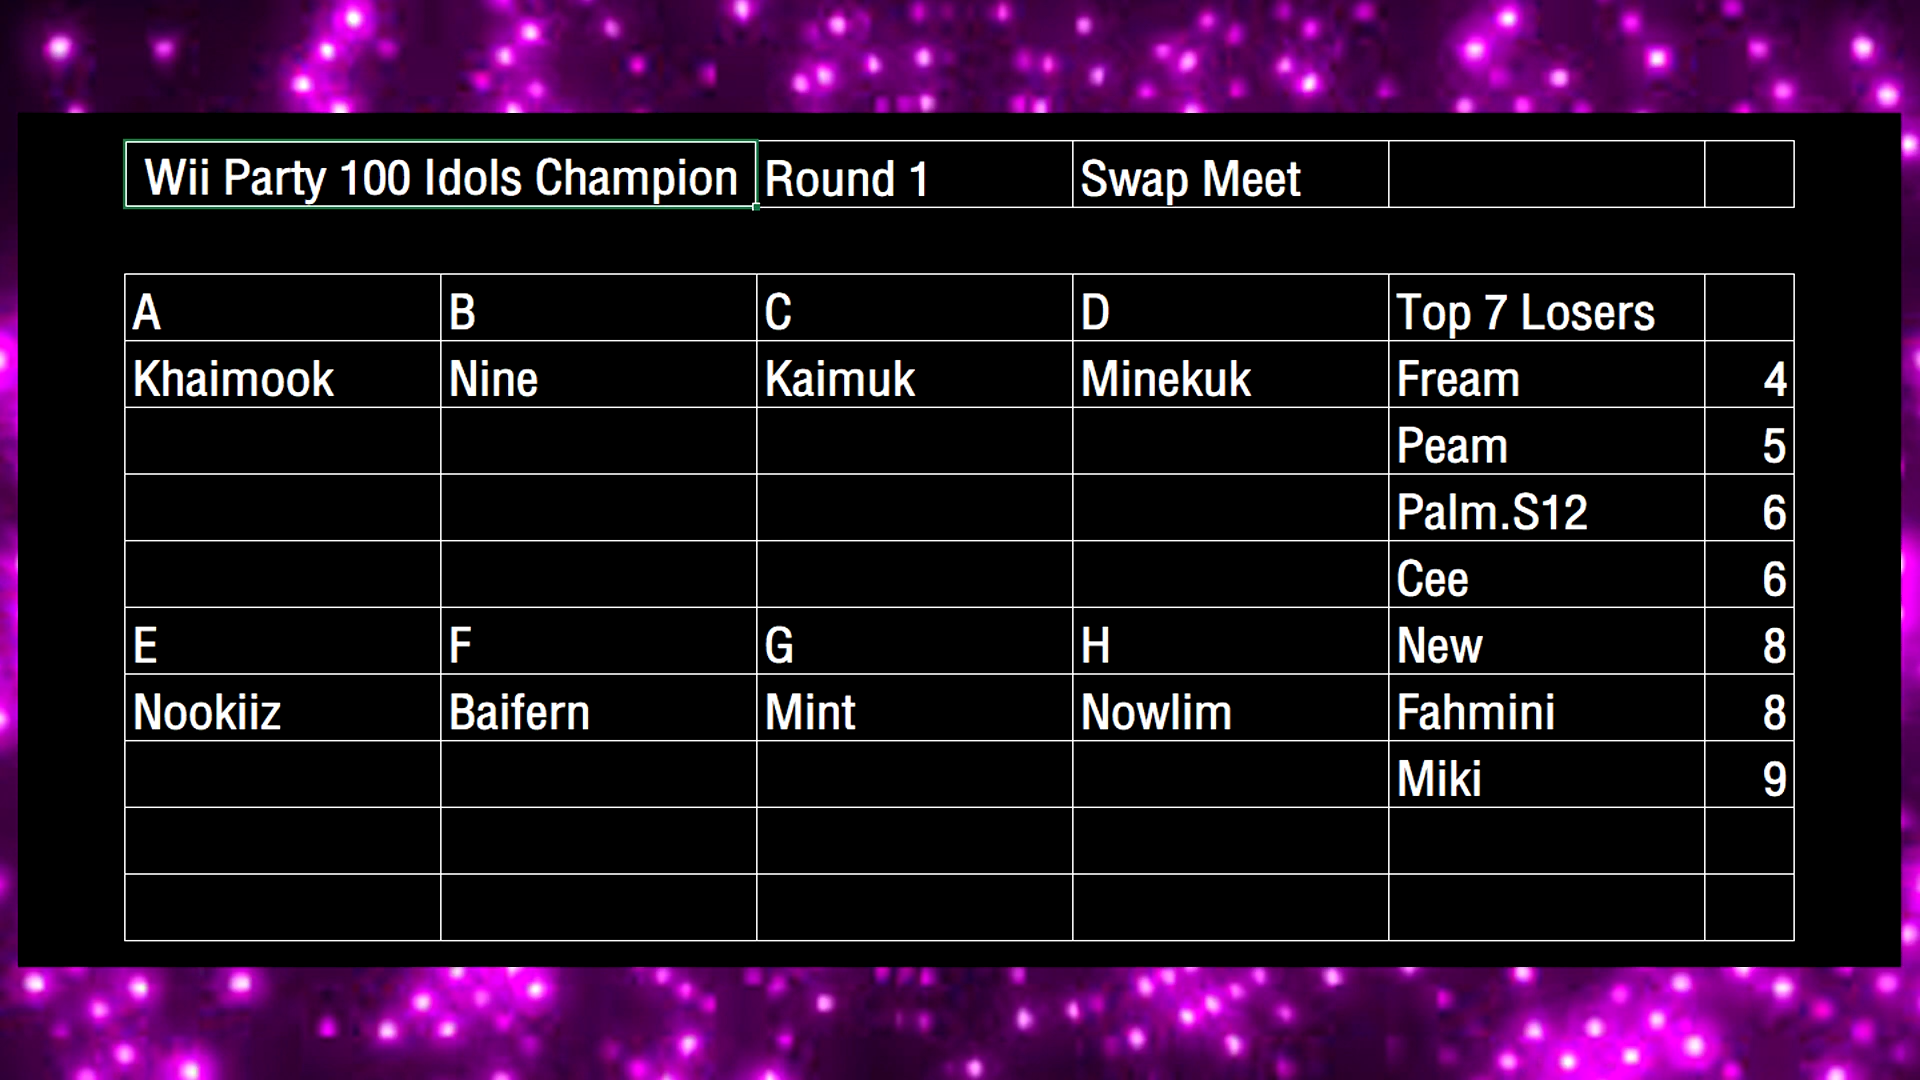 Wii Party 100 Idols Champion Round 1 Swap Meet
A B C D Top 7 Losers
Khaimook Nine Kaimuk Minekuk Fream 4
Peam 5
Palm.S12 6
Cee 6
E F G H New 8
Nookiiz Baifern Mint Nowlim Fahmini 8
Miki 9